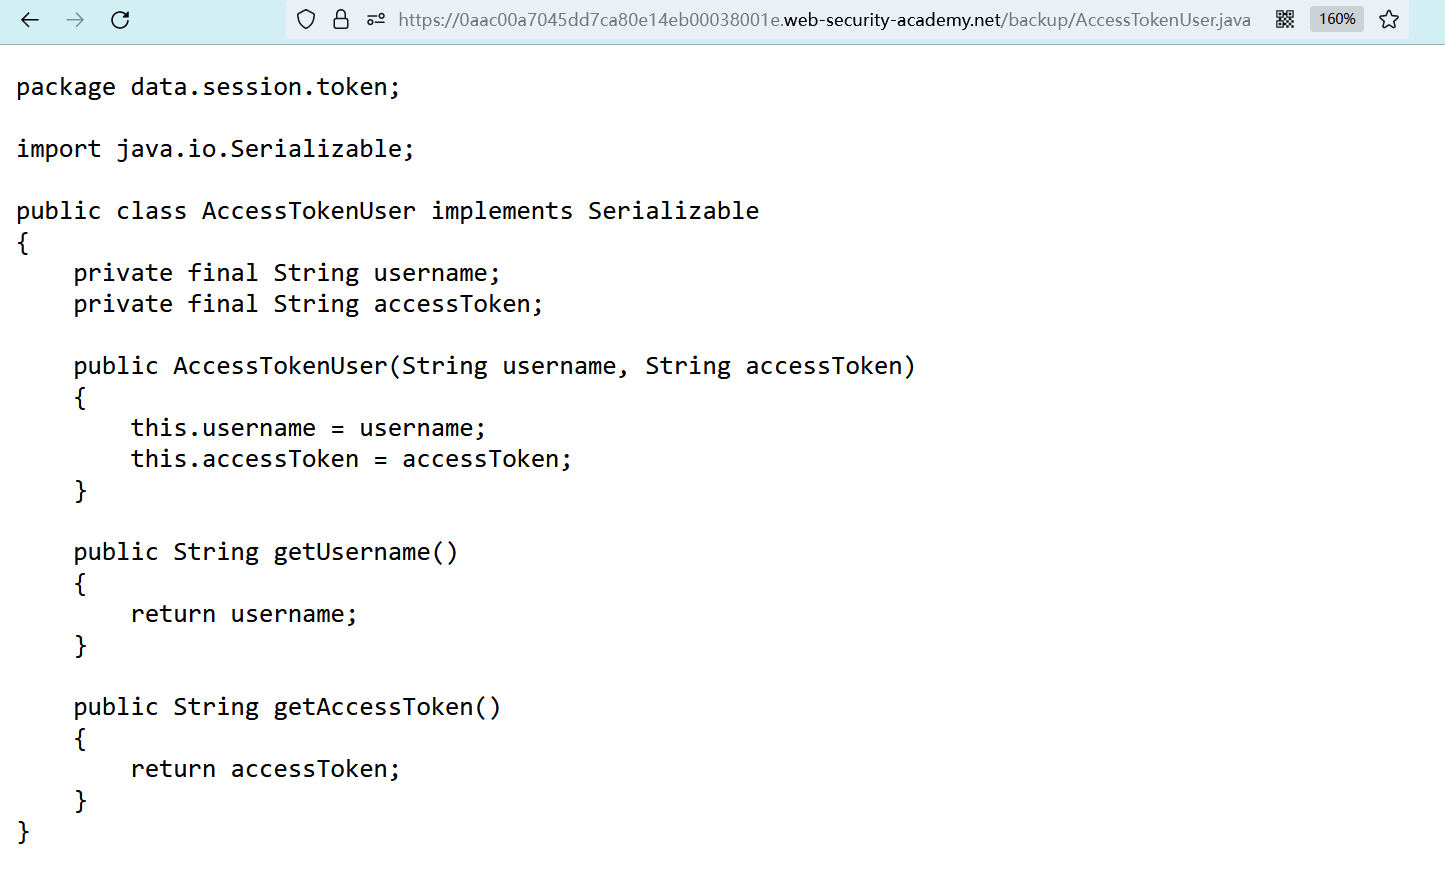 https://0aac00a7045dd7ca80e14eb00038001e.web-security-academy.net/backup/AccessTokenUser.java 160%
package data.session.token;
import java.io.Serializable;
public class AccessTokenUser implements Serializable
{
    private final String username;
    private final String accessToken;
    public AccessTokenUser(String username, String accessToken)
    {
        this.username = username;
        this.accessToken = accessToken;
    }
    public String getUsername()
    {
        return username;
    }
    public String getAccessToken()
    {
        return accessToken;
    }
}